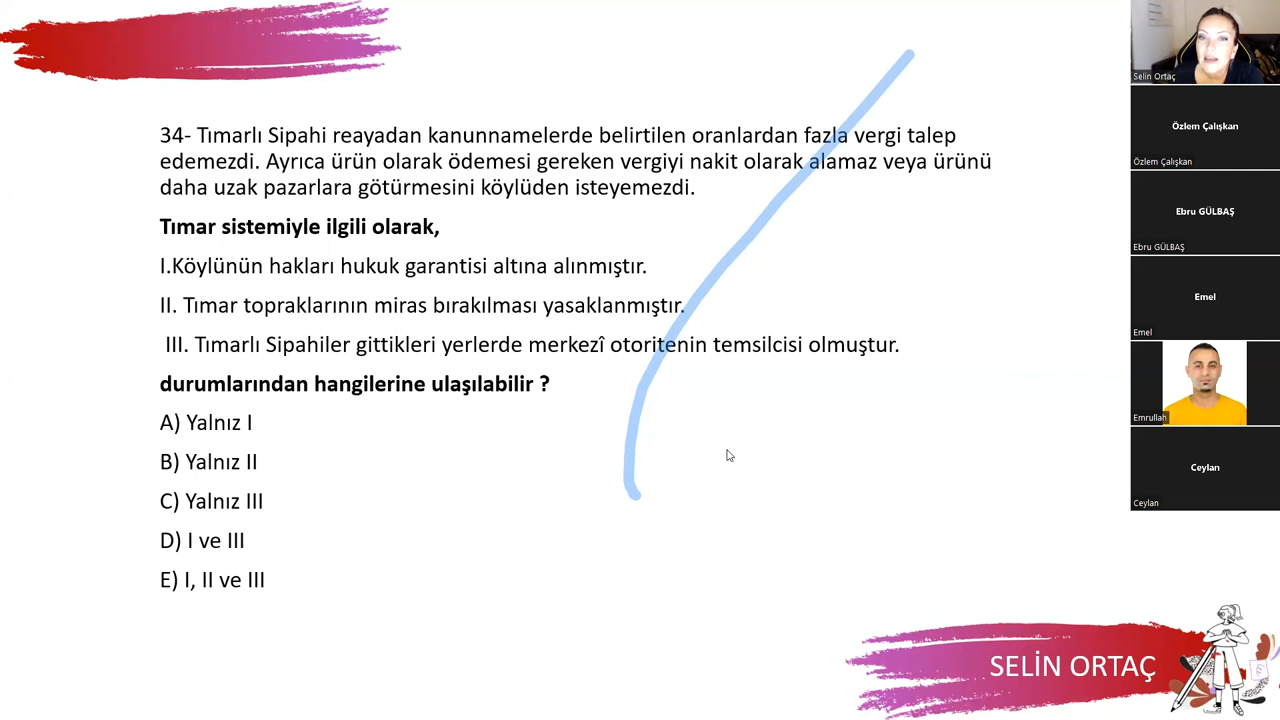 34- Tımarlı Sipahi reayadan kanunnamelerde belirtilen oranlardan fazla vergi talep
edemezdi. Ayrıca ürün olarak ödemesi gereken vergiyi nakit olarak alamaz veya ürünü
daha uzak pazarlara götürmesini köylüden isteyemezdi.
Tımar sistemiyle ilgili olarak,
I.Köylünün hakları hukuk garantisi altına alınmıştır.
II. Tımar topraklarının miras bırakılması yasaklanmıştır.
III. Tımarlı Sipahiler gittikleri yerlerde merkezî otoritenin temsilcisi olmuştur.
durumlarından hangilerine ulaşılabilir ?
A) Yalnız I
B) Yalnız II
C) Yalnız III
D) I ve III
E) I, II ve III
SELİN ORTAÇ
Selin Ortaç
Özlem Çalışkan
Özlem Çalışkan
Ebru GÜLBAŞ
Ebru GÜLBAŞ
Emel
Emel
Emrullah
Ceylan
Ceylan